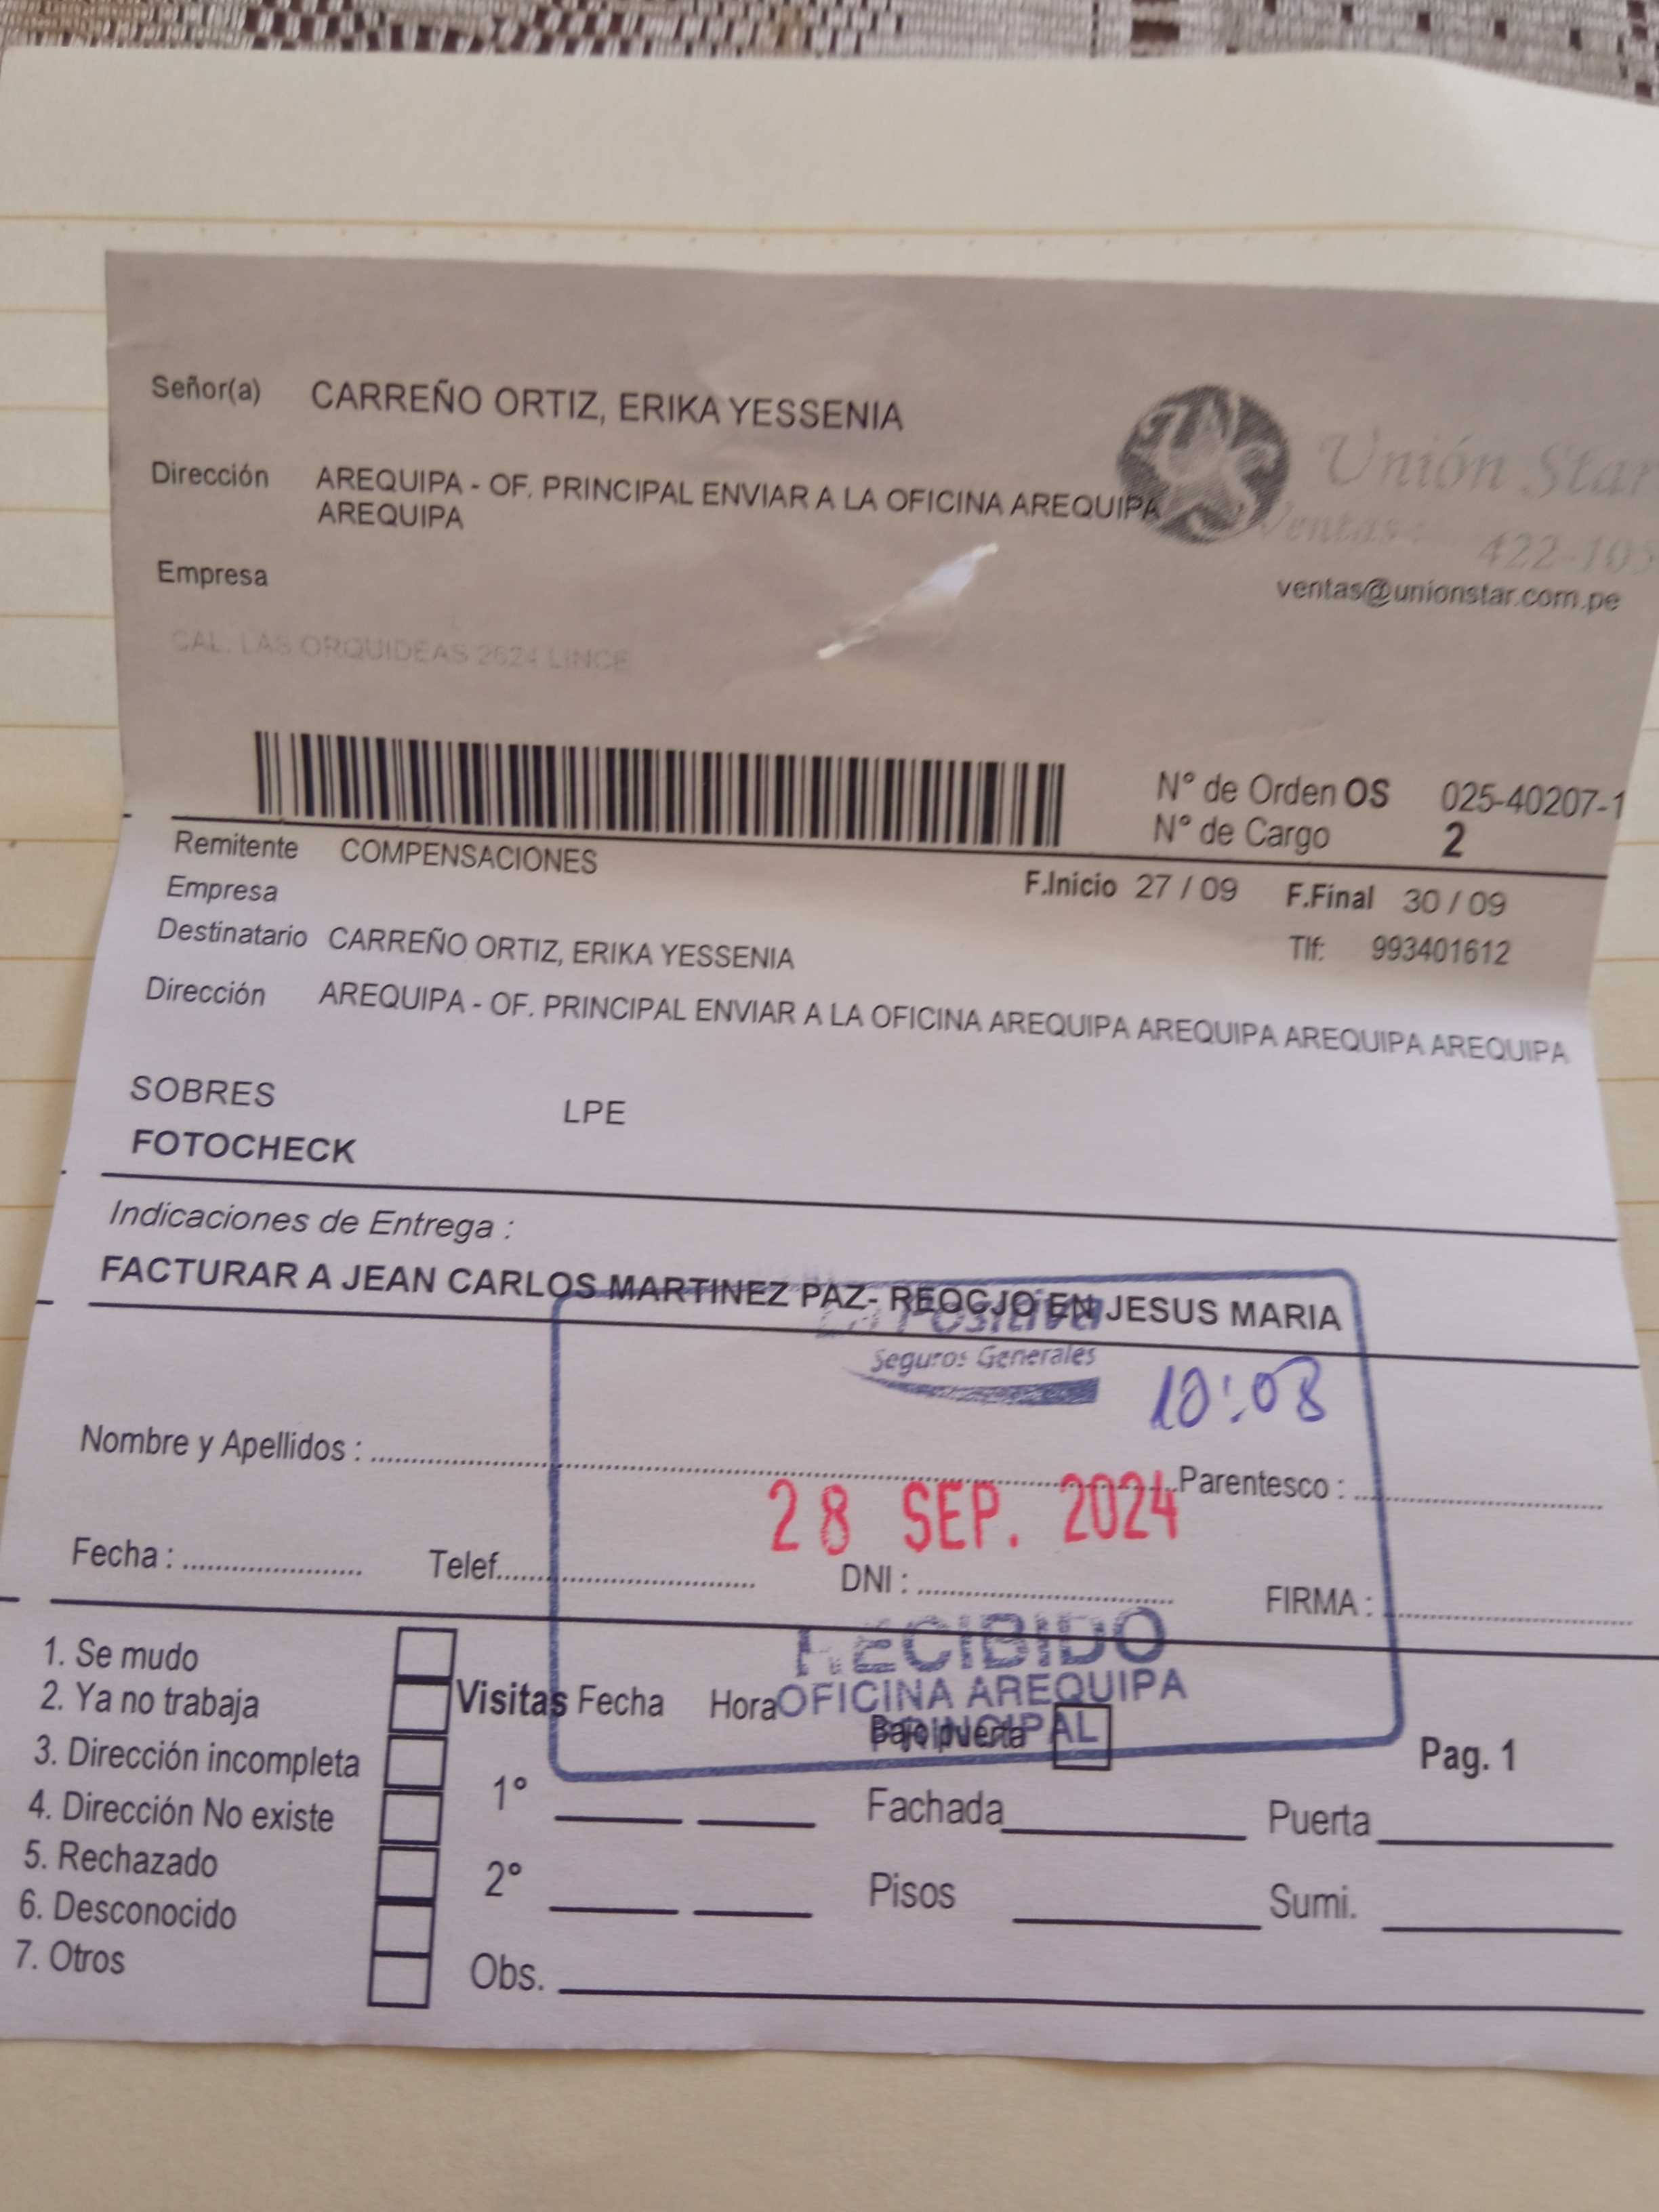 Señor(a) CARREÑO ORTIZ, ERIKA YESSENIA
Dirección AREQUIPA - OF. PRINCIPAL ENVIAR A LA OFICINA AREQUIPA
AREQUIPA
Unión Star
Ventas: 422-105
ventas@unionstar.com.pe
Empresa
CAL. LAS ORQUIDEAS 2624 LINCE
N° de Orden OS 025-40207-1
N° de Cargo 2
Remitente COMPENSACIONES
F.Inicio 27 / 09 F.Final 30 / 09
Empresa
Destinatario CARREÑO ORTIZ, ERIKA YESSENIA
Tlf: 993401612
Dirección AREQUIPA - OF. PRINCIPAL ENVIAR A LA OFICINA AREQUIPA AREQUIPA AREQUIPA AREQUIPA
SOBRES LPE
FOTOCHECK
Indicaciones de Entrega :
FACTURAR A JEAN CARLOS MARTINEZ PAZ- REOCJO EN JESUS MARIA
La Positiva
Seguros Generales
10:08
Nombre y Apellidos : Parentesco :
28 SEP. 2024
Fecha : Telef. DNI : FIRMA :
RECIBIDO
OFICINA AREQUIPA
PRINCIPAL
1. Se mudo
2. Ya no trabaja
3. Dirección incompleta
4. Dirección No existe
5. Rechazado
6. Desconocido
7. Otros
Visitas Fecha Hora
Bajo puerta
Pag. 1
1° Fachada Puerta
2° Pisos Sumi.
Obs.